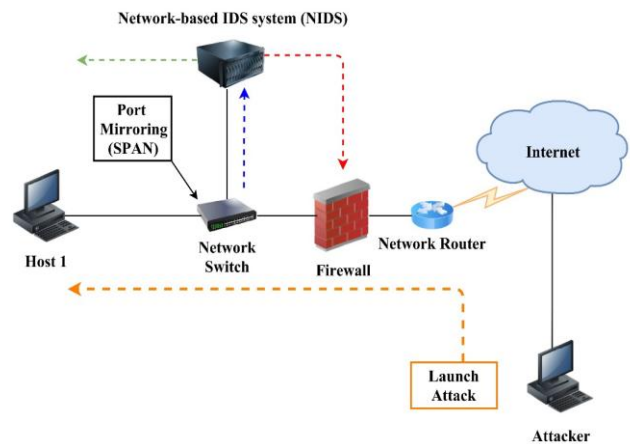 Network-based IDS system (NIDS)
Port
Mirroring
(SPAN)
Internet
Host 1
Network
Switch
Firewall
Network Router
Launch
Attack
Attacker